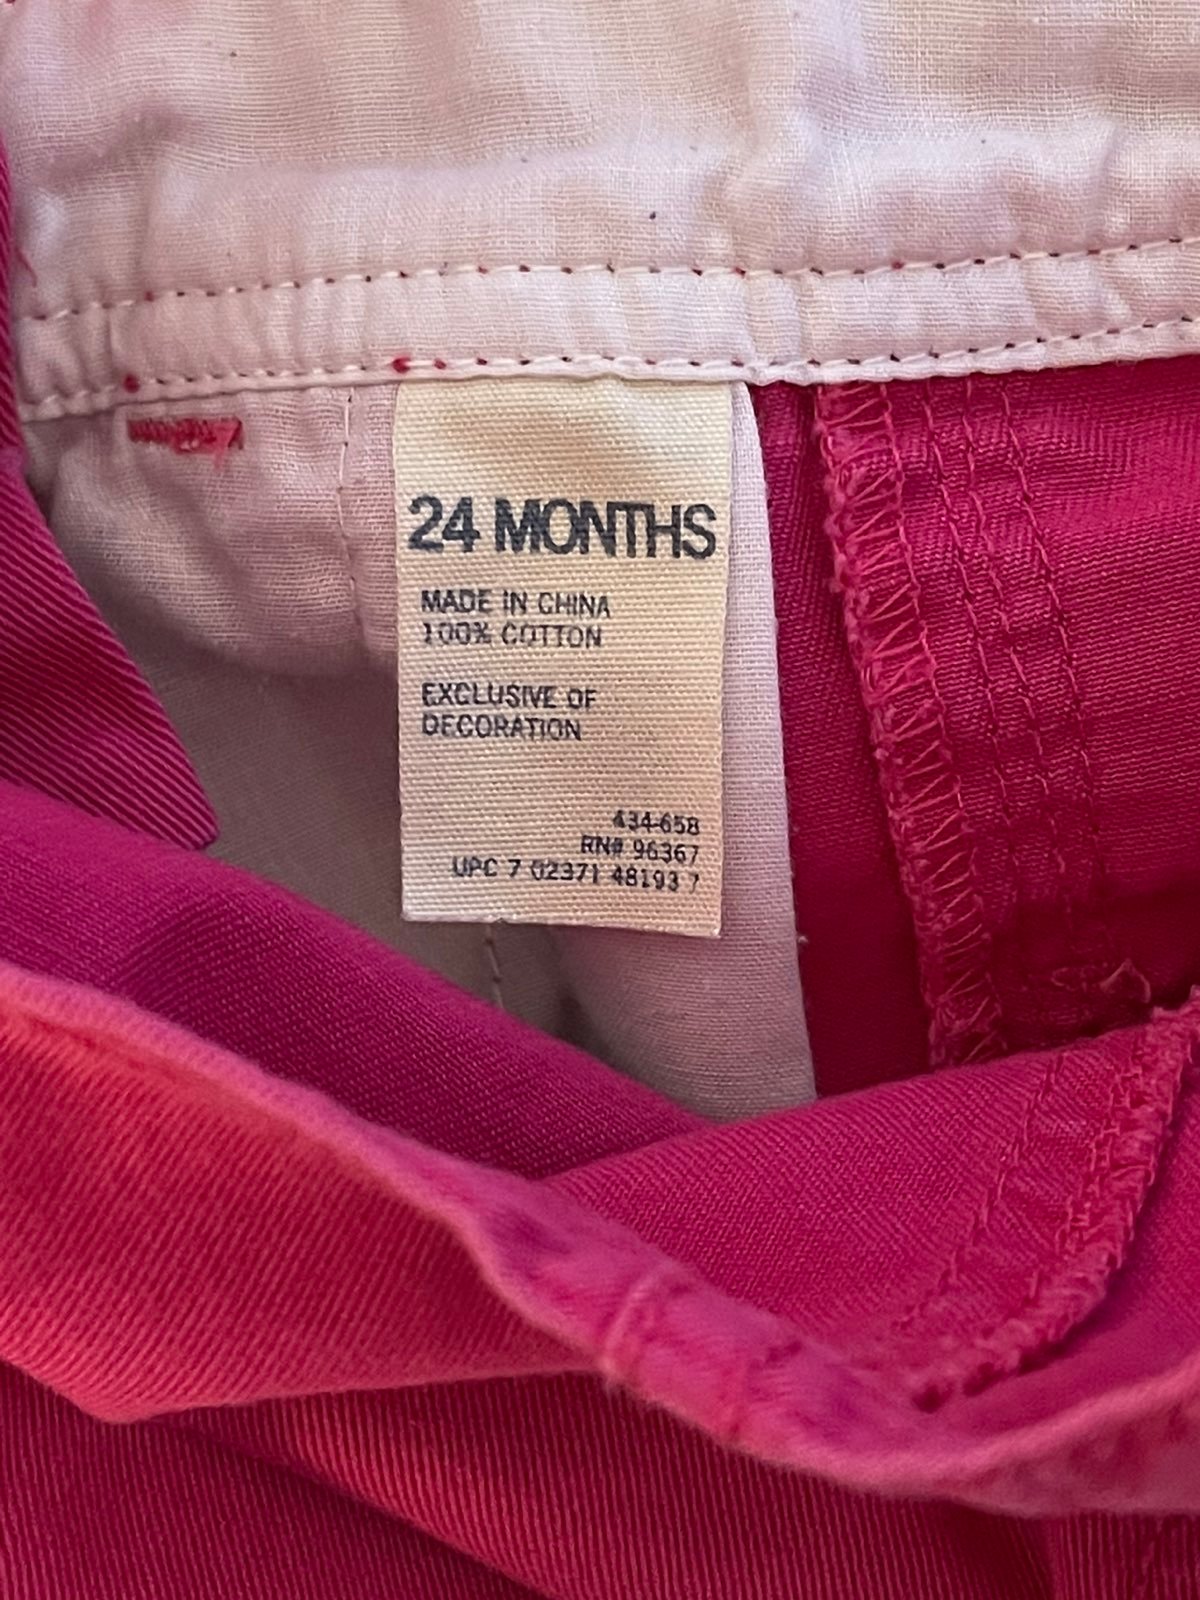 24 MONTHS
MADE IN CHINA
100% COTTON
EXCLUSIVE OF
DECORATION
434-658
RN# 96367
UPC 7 02371 48193 7